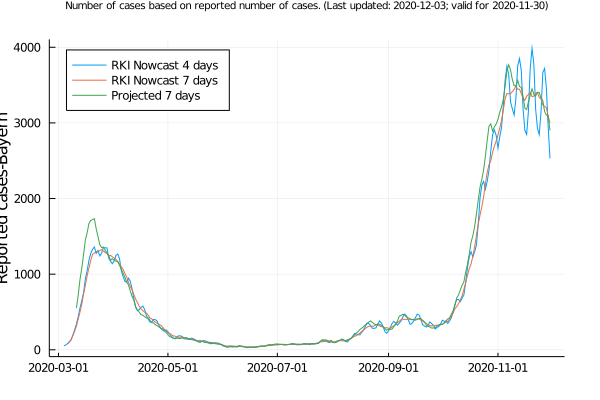 Number of cases based on reported number of cases. (Last updated: 2020-12-03; valid for 2020-11-30)
Reported cases-Bayern
4000
3000
2000
1000
0
RKI Nowcast 4 days
RKI Nowcast 7 days
Projected 7 days
2020-03-01
2020-05-01
2020-07-01
2020-09-01
2020-11-01